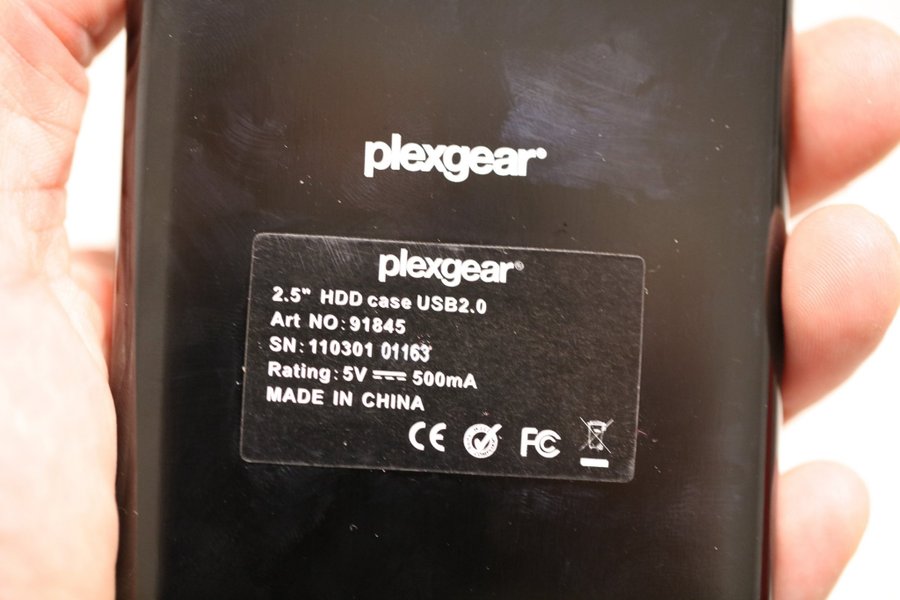 plexgear®
plexgear®
2.5" HDD case USB2.0
Art NO:91845
SN:110301 01163
Rating:5V ⎓ 500mA
MADE IN CHINA
CE FC